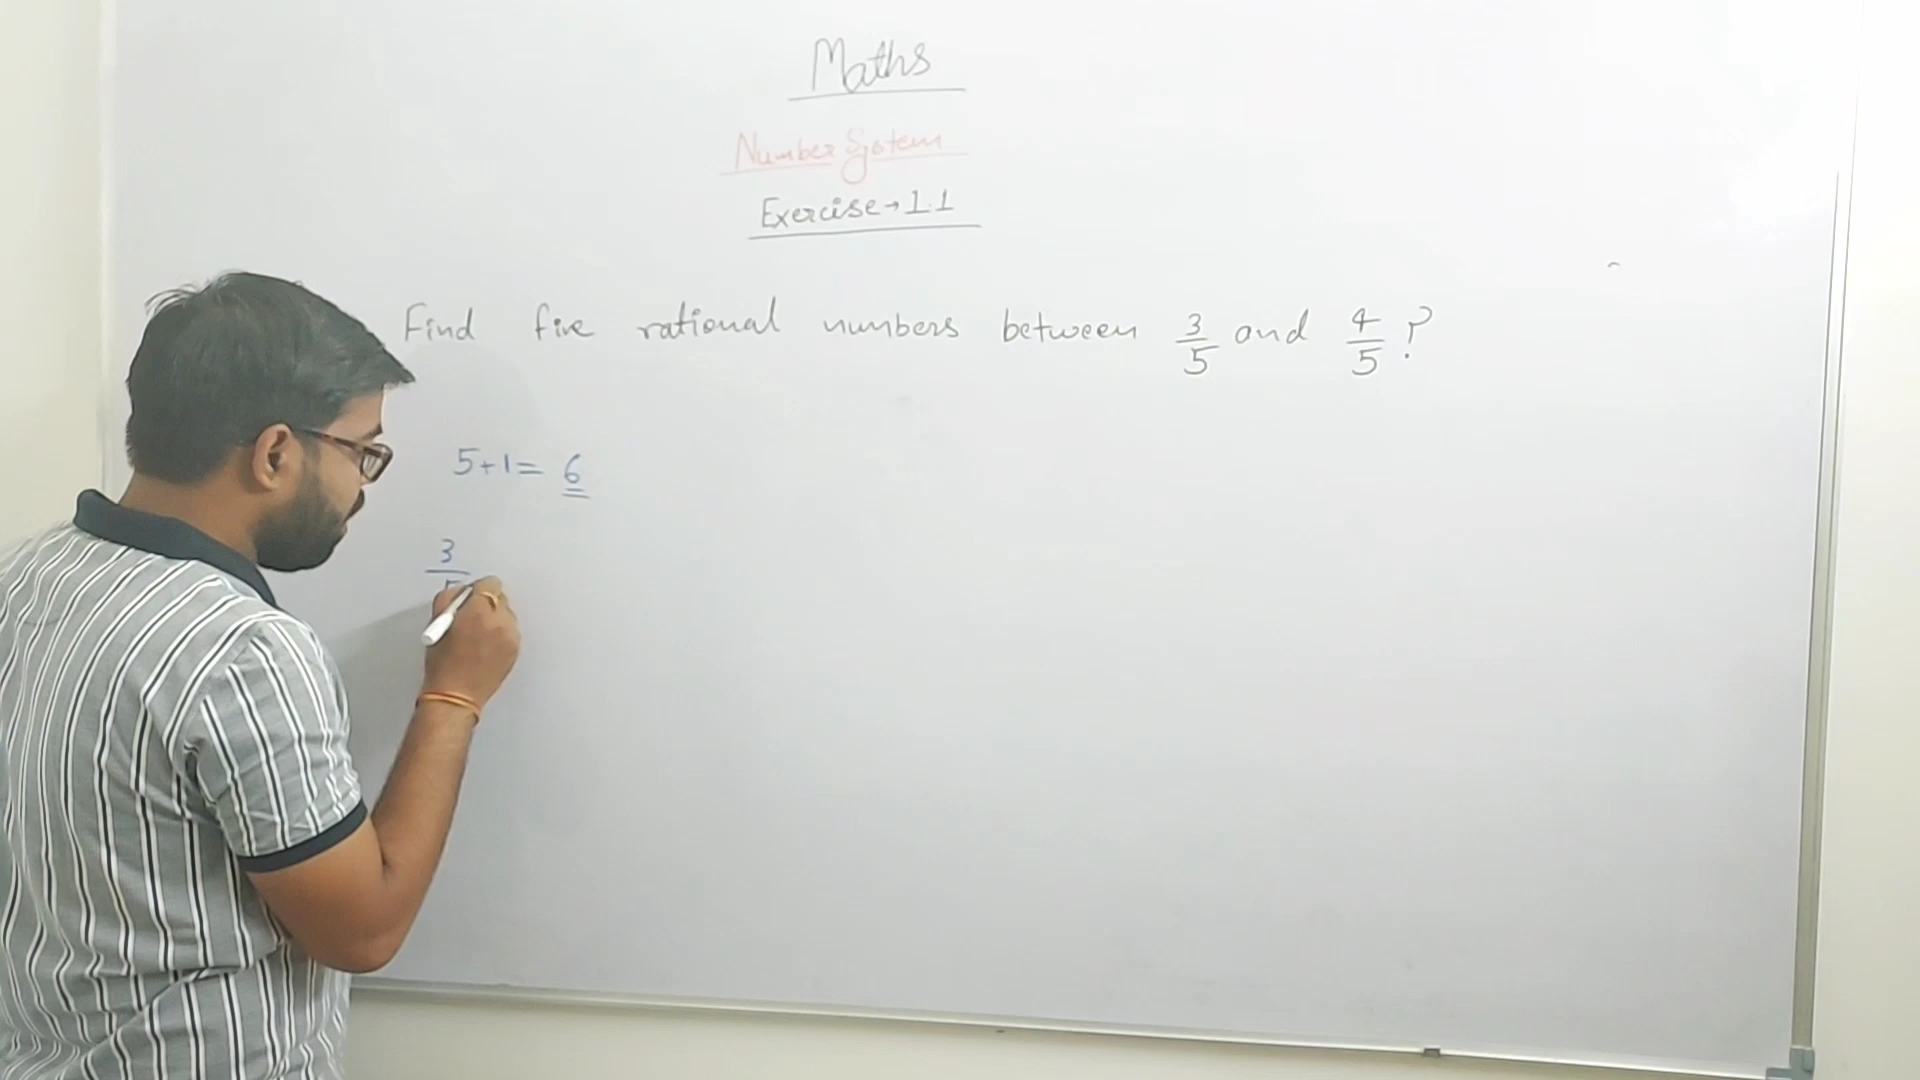 Maths
Number System
Exercise→1.1
Find five rational numbers between 3/5 and 4/5?
5+1= 6
3/5